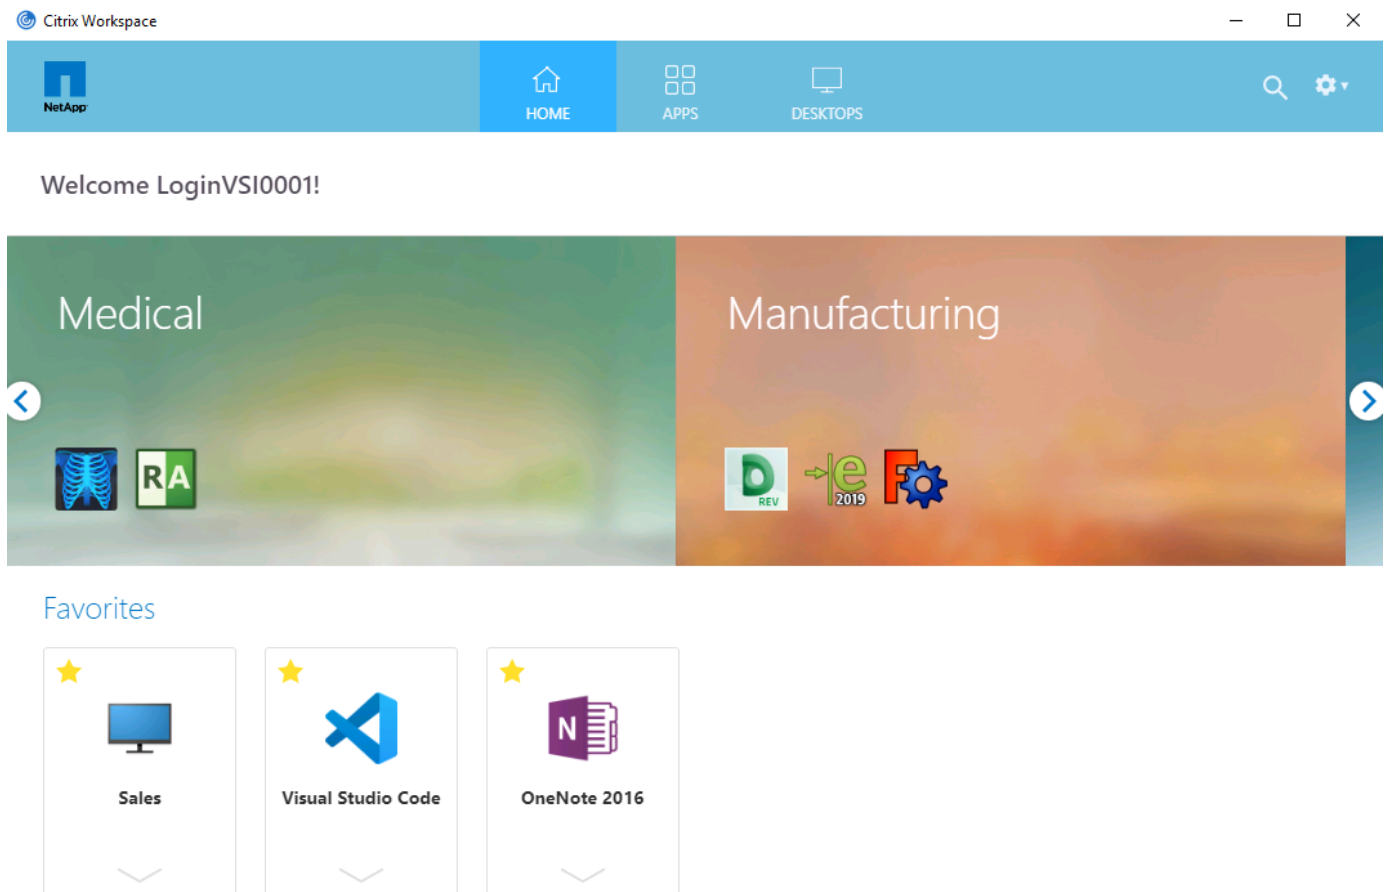 Citrix Workspace
NetApp
HOME
APPS
DESKTOPS
Welcome LoginVSI0001!
Medical
Manufacturing
RA
D
REV
e
2019
F
Favorites
N
Sales
Visual Studio Code
OneNote 2016